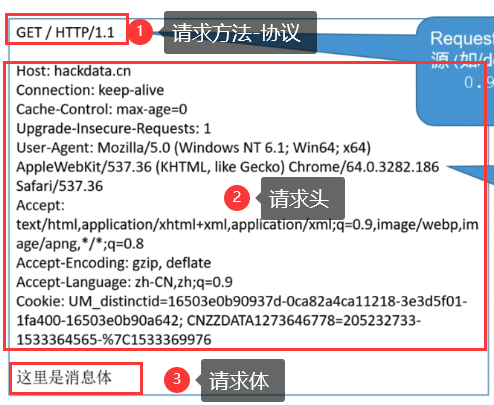 GET / HTTP/1.1
1 请求方法-协议
Request
源(如/de
0.9
Host: hackdata.cn
Connection: keep-alive
Cache-Control: max-age=0
Upgrade-Insecure-Requests: 1
User-Agent: Mozilla/5.0 (Windows NT 6.1; Win64; x64)
AppleWebKit/537.36 (KHTML, like Gecko) Chrome/64.0.3282.186
Safari/537.36
2 请求头
Accept:
text/html,application/xhtml+xml,application/xml;q=0.9,image/webp,im
age/apng,*/*;q=0.8
Accept-Encoding: gzip, deflate
Accept-Language: zh-CN,zh;q=0.9
Cookie: UM_distinctid=16503e0b90937d-0ca82a4ca11218-3e3d5f01-
1fa400-16503e0b90a642; CNZZDATA1273646778=205232733-
1533364565-%7C1533369976
这里是消息体
3 请求体